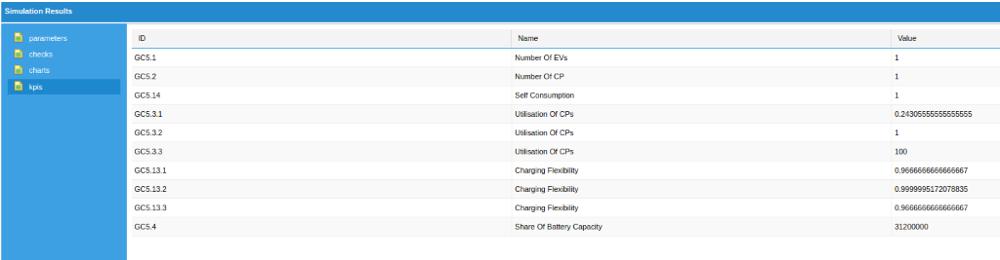 Simulation Results
parameters
checks
charts
kpis
ID Name Value
GC5.1 Number Of EVs 1
GC5.2 Number Of CP 1
GC5.14 Self Consumption 1
GC5.3.1 Utilisation Of CPs 0.24305555555555555
GC5.3.2 Utilisation Of CPs 1
GC5.3.3 Utilisation Of CPs 100
GC5.13.1 Charging Flexibility 0.9666666666666667
GC5.13.2 Charging Flexibility 0.9999995172078835
GC5.13.3 Charging Flexibility 0.9666666666666667
GC5.4 Share Of Battery Capacity 31200000